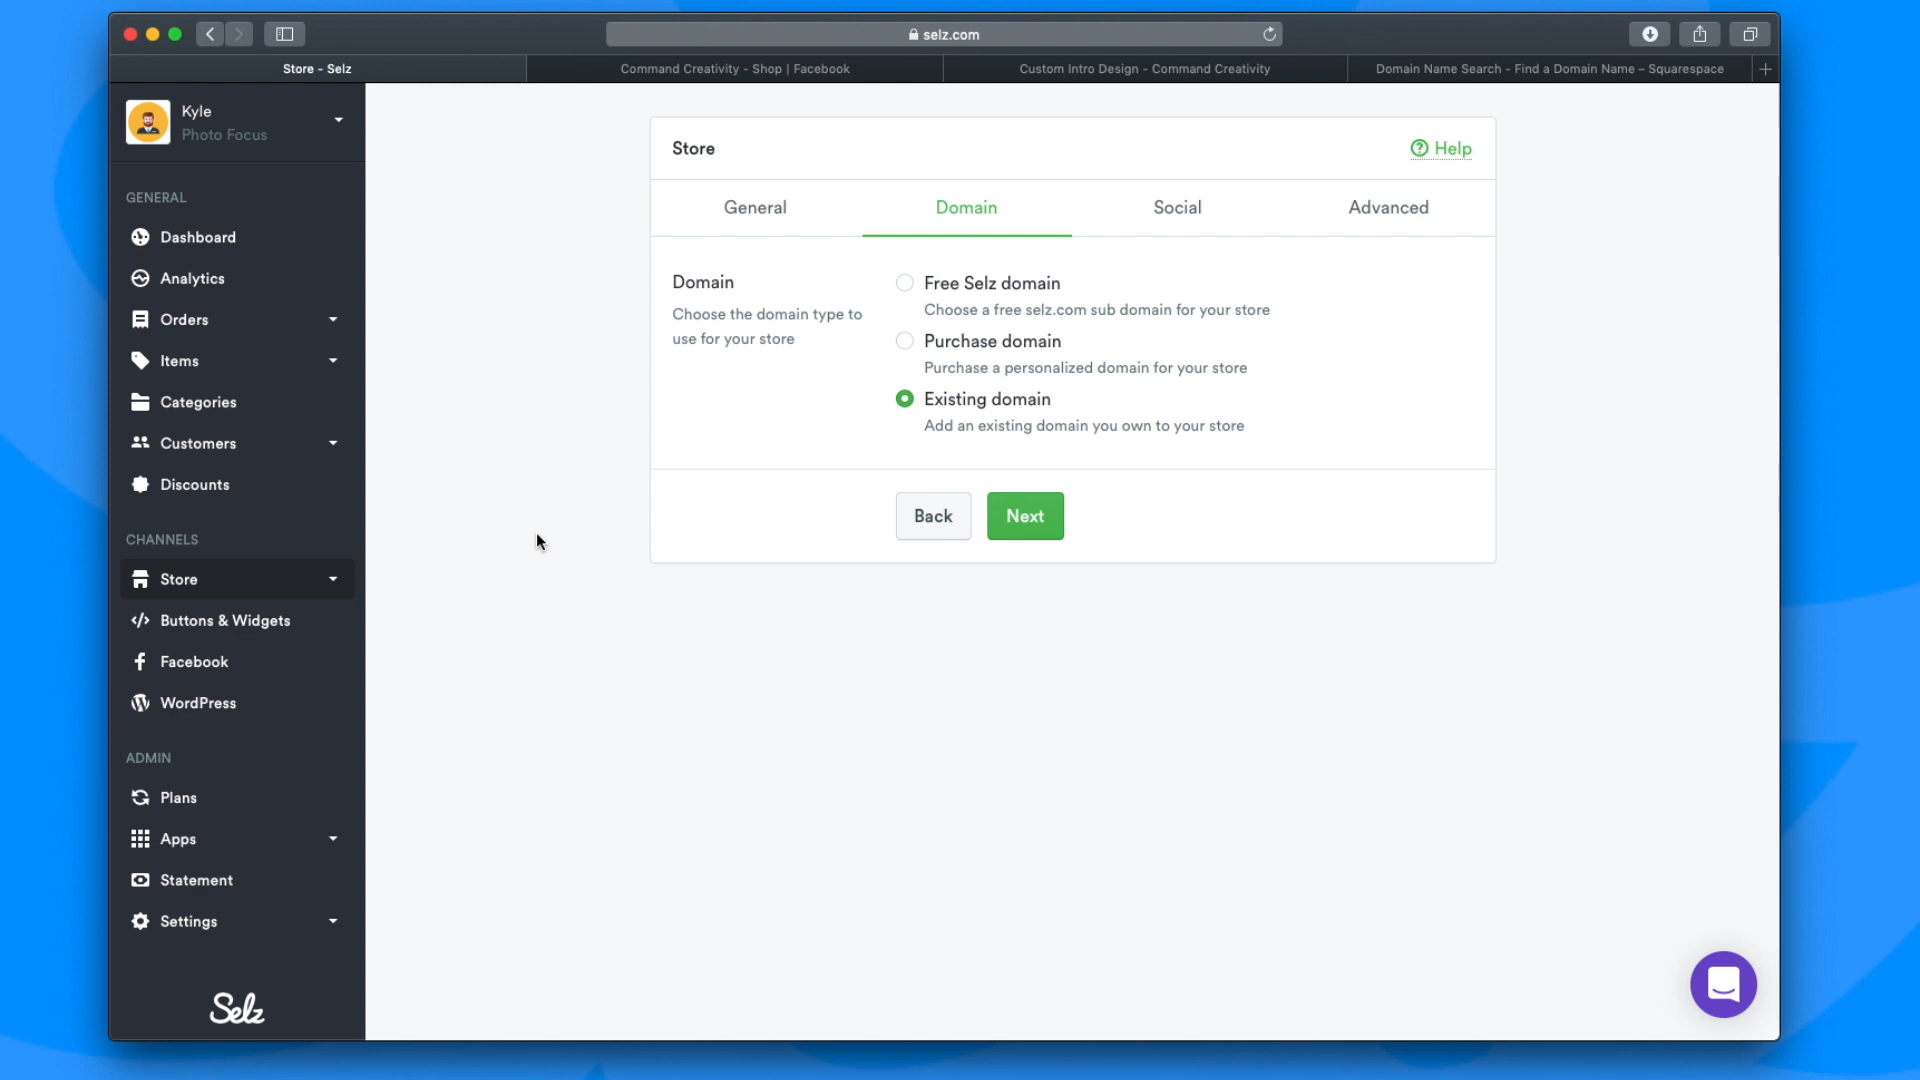 selz.com
Store - Selz
Command Creativity - Shop | Facebook
Custom Intro Design - Command Creativity
Domain Name Search - Find a Domain Name – Squarespace
Kyle
Photo Focus
GENERAL
Dashboard
Analytics
Orders
Items
Categories
Customers
Discounts
CHANNELS
Store
Buttons & Widgets
Facebook
WordPress
ADMIN
Plans
Apps
Statement
Settings
Selz
Store
Help
General
Domain
Social
Advanced
Domain
Choose the domain type to
use for your store
Free Selz domain
Choose a free selz.com sub domain for your store
Purchase domain
Purchase a personalized domain for your store
Existing domain
Add an existing domain you own to your store
Back
Next